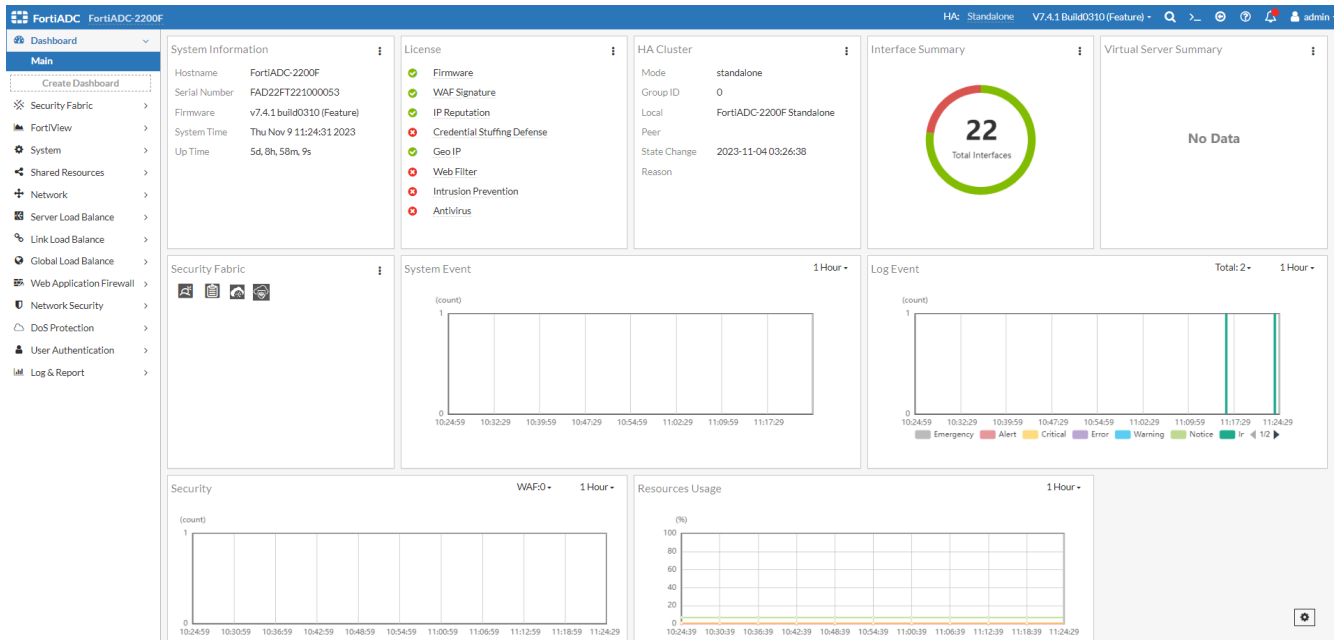 FortiADC FortiADC-2200F HA: Standalone V7.4.1 Build0310 (Feature) admin
Dashboard
Main
Create Dashboard
Security Fabric
FortiView
System
Shared Resources
Network
Server Load Balance
Link Load Balance
Global Load Balance
Web Application Firewall
Network Security
DoS Protection
User Authentication
Log & Report
System Information
Hostname FortiADC-2200F
Serial Number FAD22FT221000053
Firmware v7.4.1 build0310 (Feature)
System Time Thu Nov 9 11:24:31 2023
Up Time 5d, 8h, 58m, 9s
License
Firmware
WAF Signature
IP Reputation
Credential Stuffing Defense
Geo IP
Web Filter
Intrusion Prevention
Antivirus
HA Cluster
Mode standalone
Group ID 0
Local FortiADC-2200F Standalone
Peer
State Change 2023-11-04 03:26:38
Reason
Interface Summary
22
Total Interfaces
Virtual Server Summary
No Data
Security Fabric
System Event 1 Hour
(count)
1
0
10:24:59 10:32:29 10:39:59 10:47:29 10:54:59 11:02:29 11:09:59 11:17:29
Log Event Total: 2 1 Hour
(count)
1
0
10:24:59 10:32:29 10:39:59 10:47:29 10:54:59 11:02:29 11:09:59 11:17:29 11:24:29
Emergency Alert Critical Error Warning Notice Ir 1/2
Security WAF:0 1 Hour
(count)
1
0
10:24:59 10:30:59 10:36:59 10:42:59 10:48:59 10:54:59 11:00:59 11:06:59 11:12:59 11:18:59 11:24:29
Resources Usage 1 Hour
(%)
100
80
60
40
20
0
10:24:39 10:30:39 10:36:39 10:42:39 10:48:39 10:54:39 11:00:39 11:06:39 11:12:39 11:18:39 11:24:29